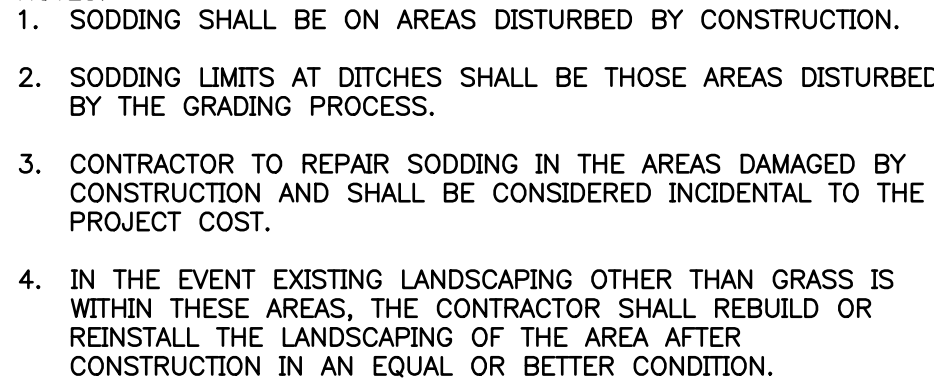 1. SODDING SHALL BE ON AREAS DISTURBED BY CONSTRUCTION.
2. SODDING LIMITS AT DITCHES SHALL BE THOSE AREAS DISTURBED
BY THE GRADING PROCESS.
3. CONTRACTOR TO REPAIR SODDING IN THE AREAS DAMAGED BY
CONSTRUCTION AND SHALL BE CONSIDERED INCIDENTAL TO THE
PROJECT COST.
4. IN THE EVENT EXISTING LANDSCAPING OTHER THAN GRASS IS
WITHIN THESE AREAS, THE CONTRACTOR SHALL REBUILD OR
REINSTALL THE LANDSCAPING OF THE AREA AFTER
CONSTRUCTION IN AN EQUAL OR BETTER CONDITION.